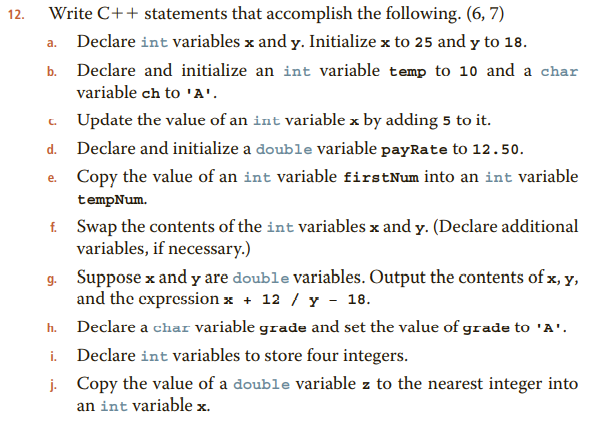 12. Write C++ statements that accomplish the following. (6, 7)
a. Declare int variables x and y. Initialize x to 25 and y to 18.
b. Declare and initialize an int variable temp to 10 and a char
variable ch to 'A'.
c. Update the value of an int variable x by adding 5 to it.
d. Declare and initialize a double variable payRate to 12.50.
e. Copy the value of an int variable firstNum into an int variable
tempNum.
f. Swap the contents of the int variables x and y. (Declare additional
variables, if necessary.)
g. Suppose x and y are double variables. Output the contents of x, y,
and the expression x + 12 / y - 18.
h. Declare a char variable grade and set the value of grade to 'A'.
i. Declare int variables to store four integers.
j. Copy the value of a double variable z to the nearest integer into
an int variable x.